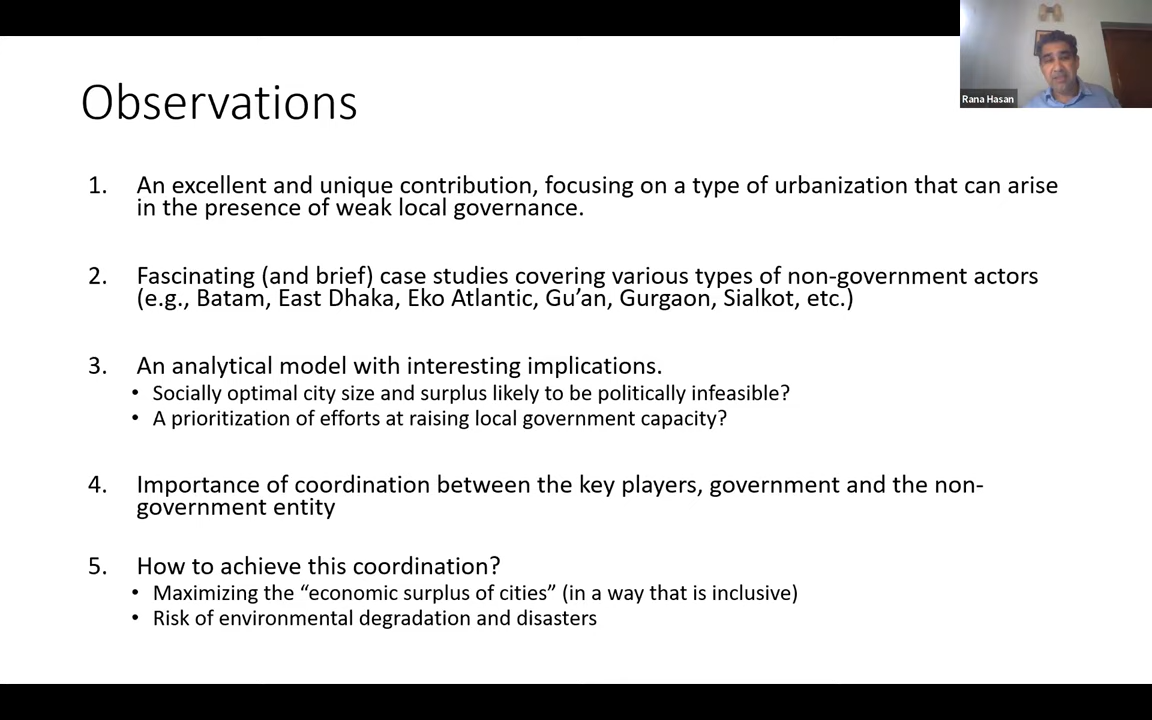 Rana Hasan
Observations
1. An excellent and unique contribution, focusing on a type of urbanization that can arise
in the presence of weak local governance.
2. Fascinating (and brief) case studies covering various types of non-government actors
(e.g., Batam, East Dhaka, Eko Atlantic, Gu’an, Gurgaon, Sialkot, etc.)
3. An analytical model with interesting implications.
• Socially optimal city size and surplus likely to be politically infeasible?
• A prioritization of efforts at raising local government capacity?
4. Importance of coordination between the key players, government and the non-
government entity
5. How to achieve this coordination?
• Maximizing the “economic surplus of cities” (in a way that is inclusive)
• Risk of environmental degradation and disasters